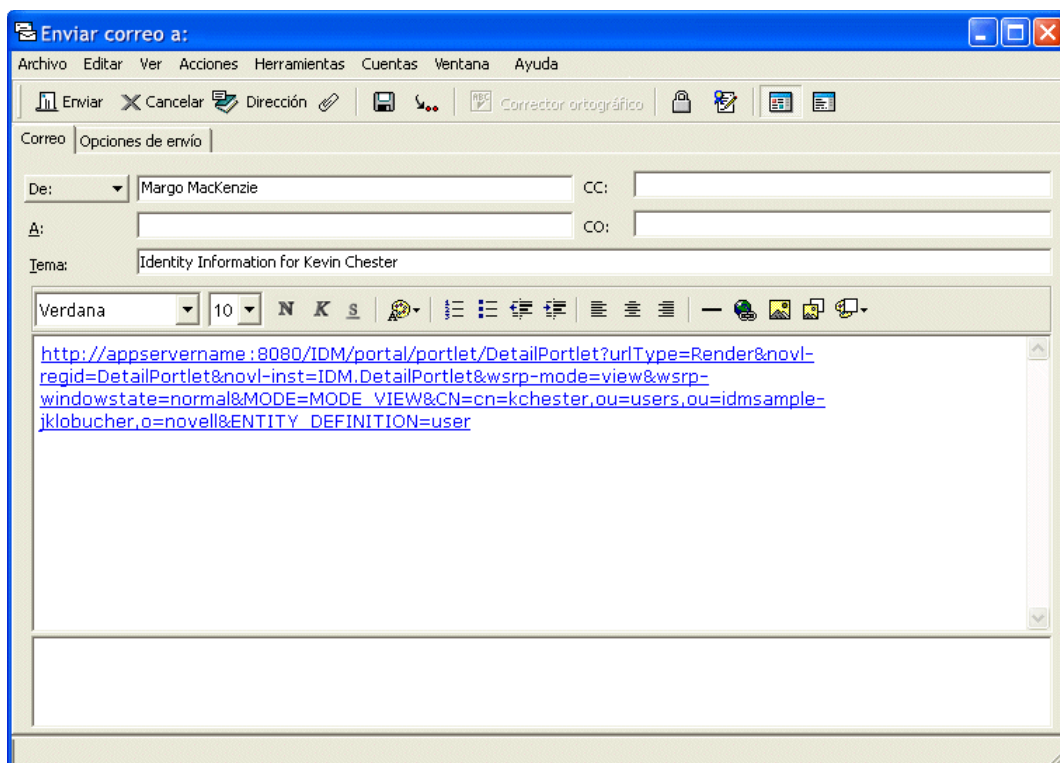 Enviar correo a:
Archivo Editar Ver Acciones Herramientas Cuentas Ventana Ayuda
Enviar Cancelar Dirección ABC Corrector ortográfico
Correo Opciones de envío
De: Margo MacKenzie CC:
A: CO:
Tema: Identity Information for Kevin Chester
Verdana 10 N K S
http://appservername:8080/IDM/portal/portlet/DetailPortlet?urlType=Render&novl-
regid=DetailPortlet&novl-inst=IDM.DetailPortlet&wsrp-mode=view&wsrp-
windowstate=normal&MODE=MODE_VIEW&CN=cn=kchester,ou=users,ou=idmsample-
jklobucher,o=novell&ENTITY_DEFINITION=user